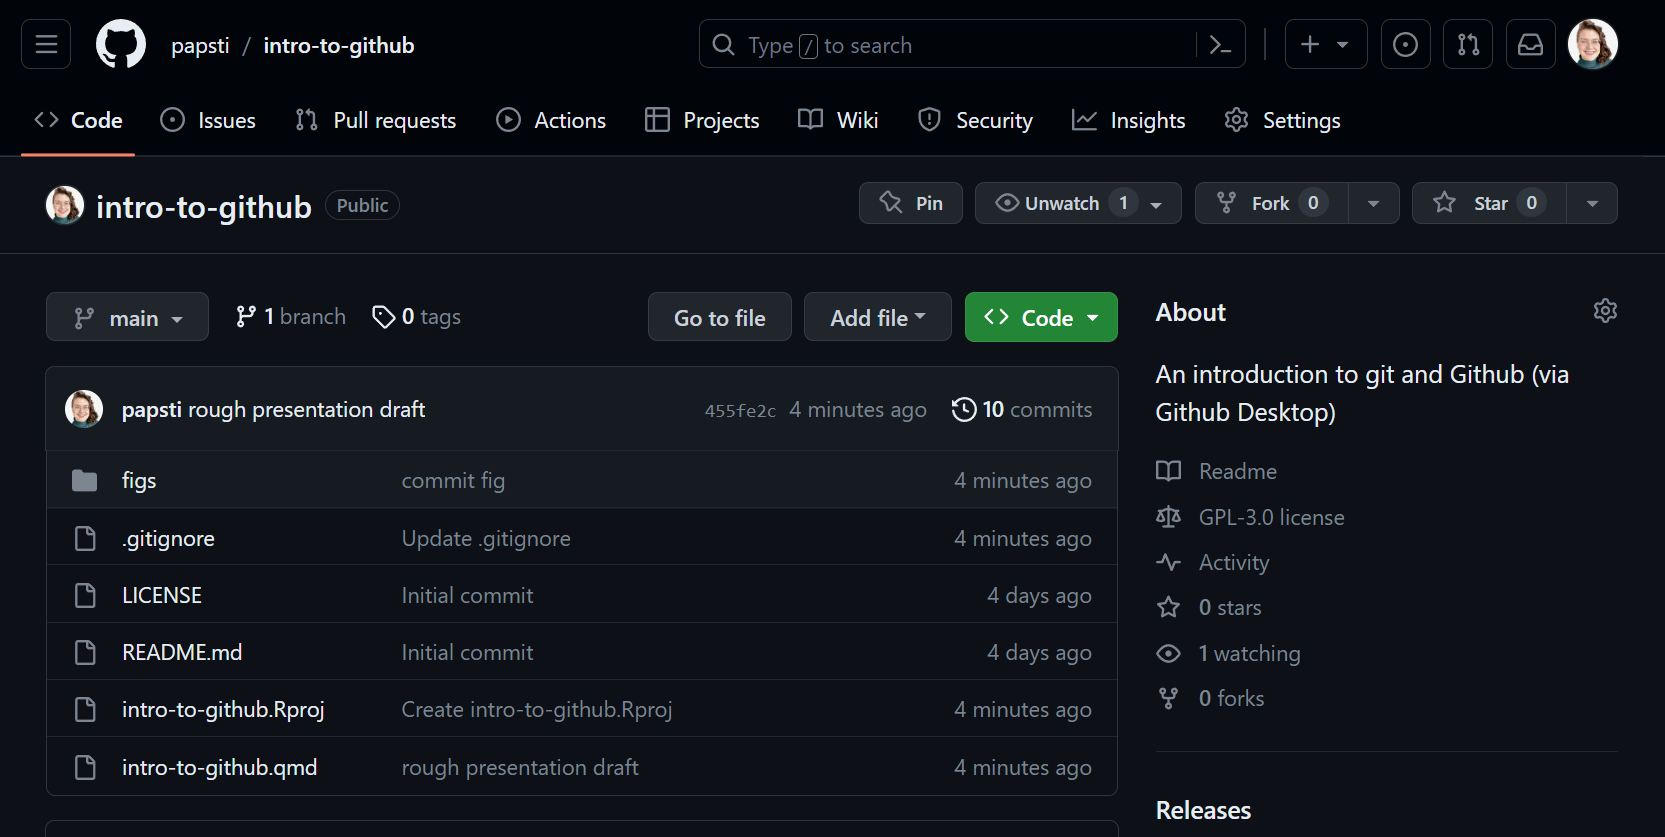 papsti / intro-to-github
Type / to search
Code Issues Pull requests Actions Projects Wiki Security Insights Settings
intro-to-github Public
Pin Unwatch 1 Fork 0 Star 0
main 1 branch 0 tags Go to file Add file Code
papsti rough presentation draft 455fe2c 4 minutes ago 10 commits
figs commit fig 4 minutes ago
.gitignore Update .gitignore 4 minutes ago
LICENSE Initial commit 4 days ago
README.md Initial commit 4 days ago
intro-to-github.Rproj Create intro-to-github.Rproj 4 minutes ago
intro-to-github.qmd rough presentation draft 4 minutes ago
About
An introduction to git and Github (via
Github Desktop)
Readme
GPL-3.0 license
Activity
0 stars
1 watching
0 forks
Releases